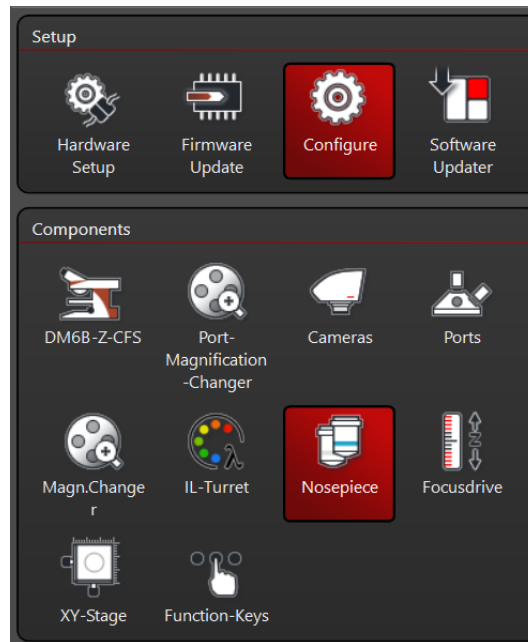 Setup
Hardware
Setup
Firmware
Update
Configure
Software
Updater
Components
DM6B-Z-CFS
Port-
Magnification
-Changer
Cameras
Ports
Magn.Change
r
IL-Turret
Nosepiece
Focusdrive
XY-Stage
Function-Keys